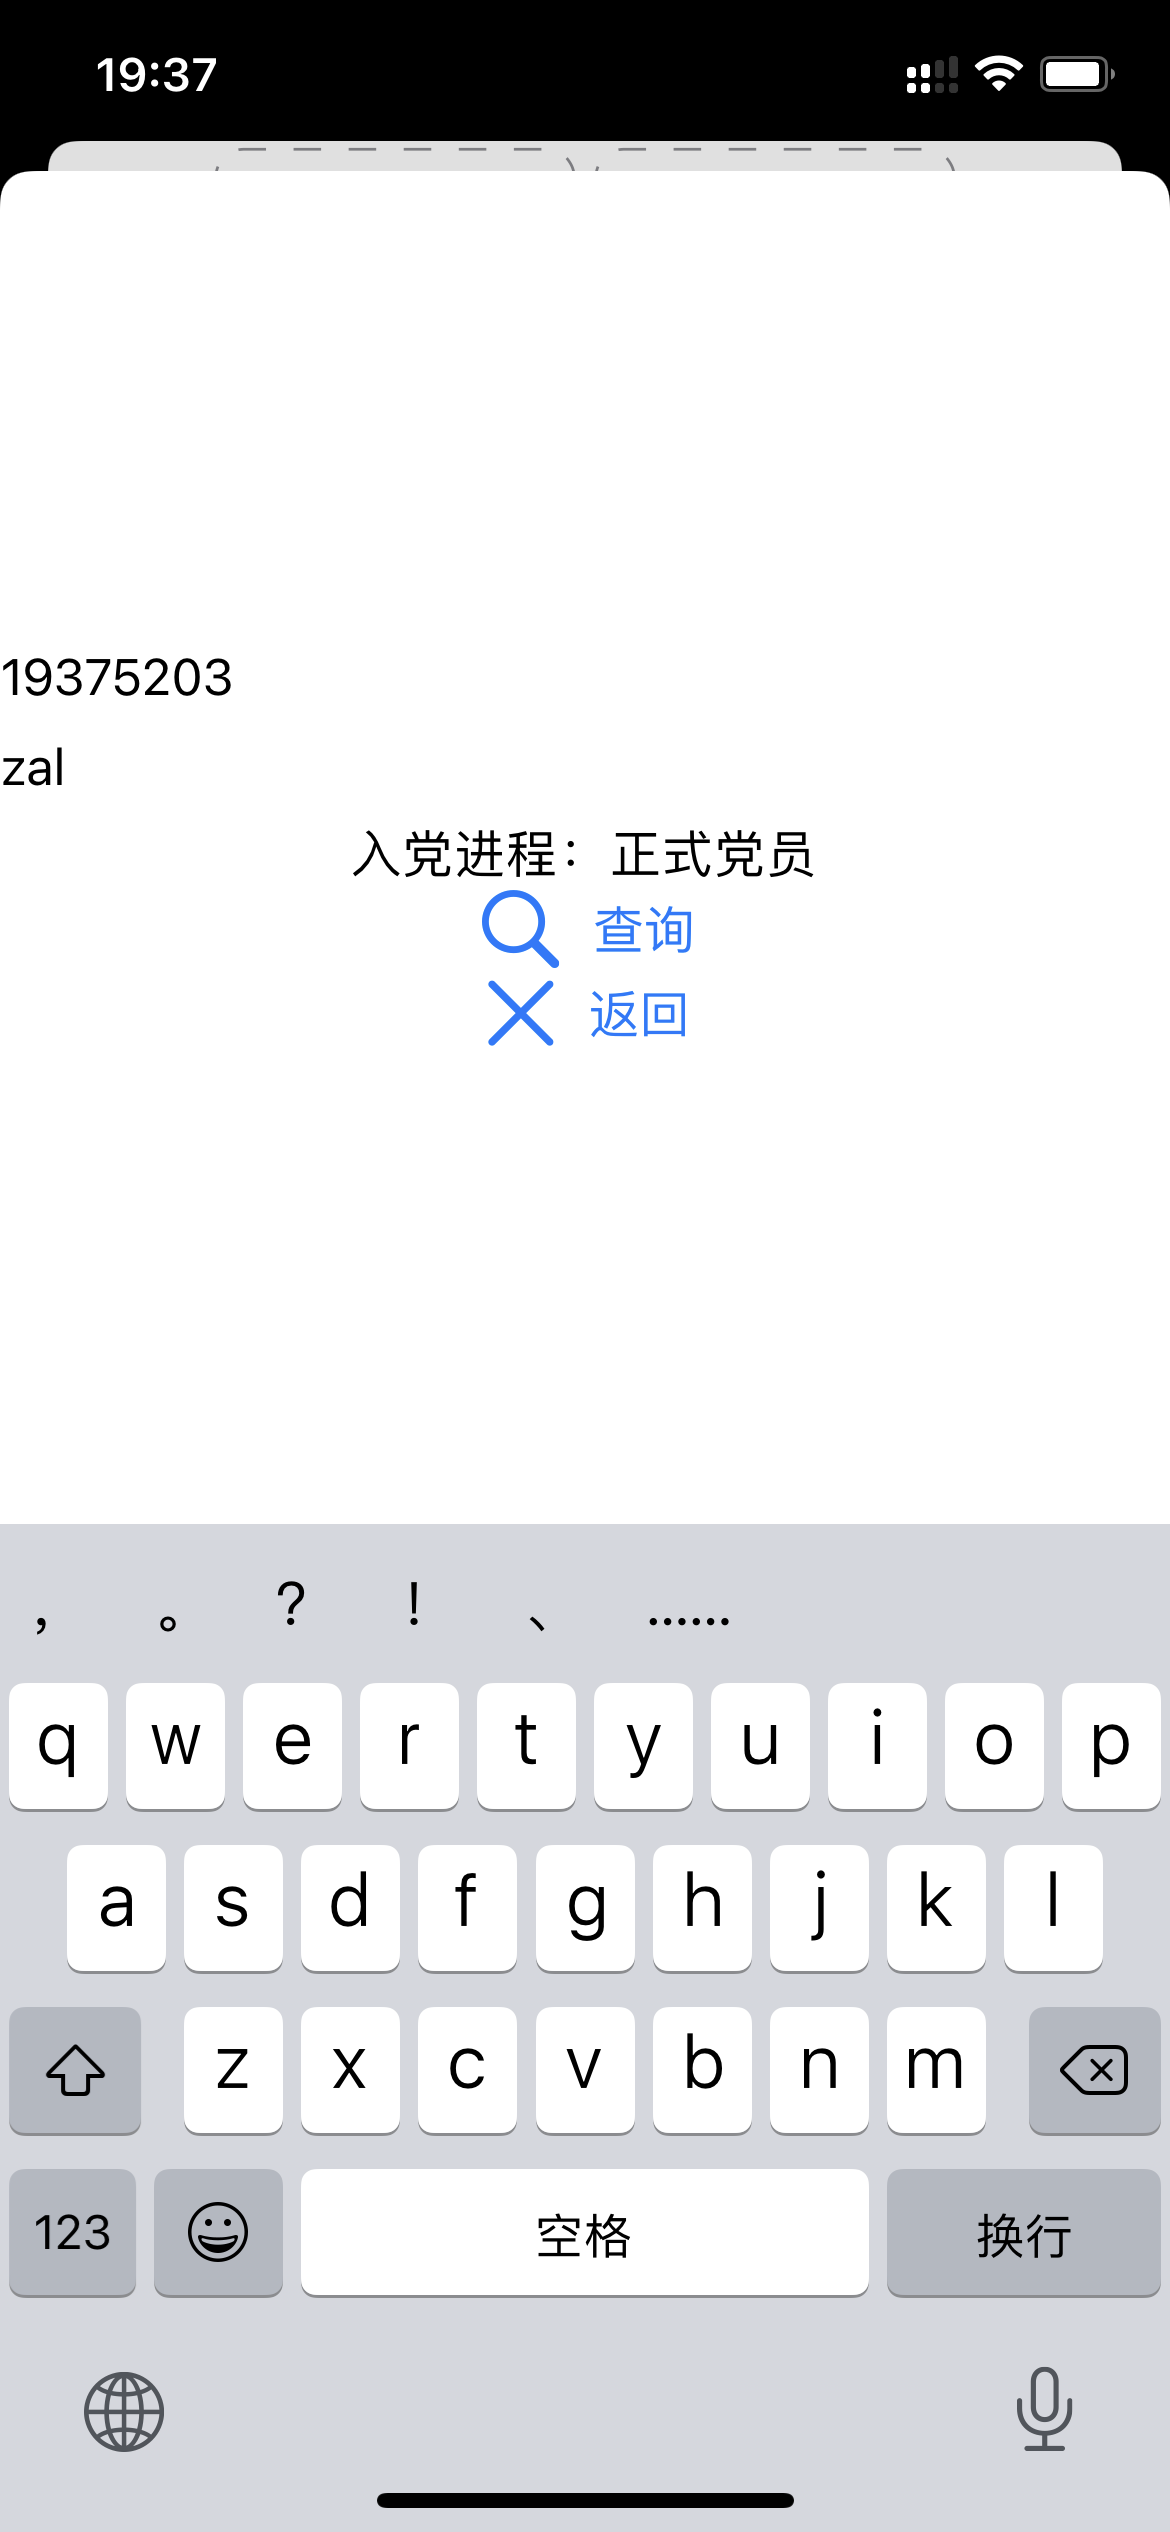 19:37
19375203
zal
入党进程：正式党员
查询
返回
， 。 ? ! 、 ……
q w e r t y u i o p
a s d f g h j k l
z x c v b n m
123 空格 换行